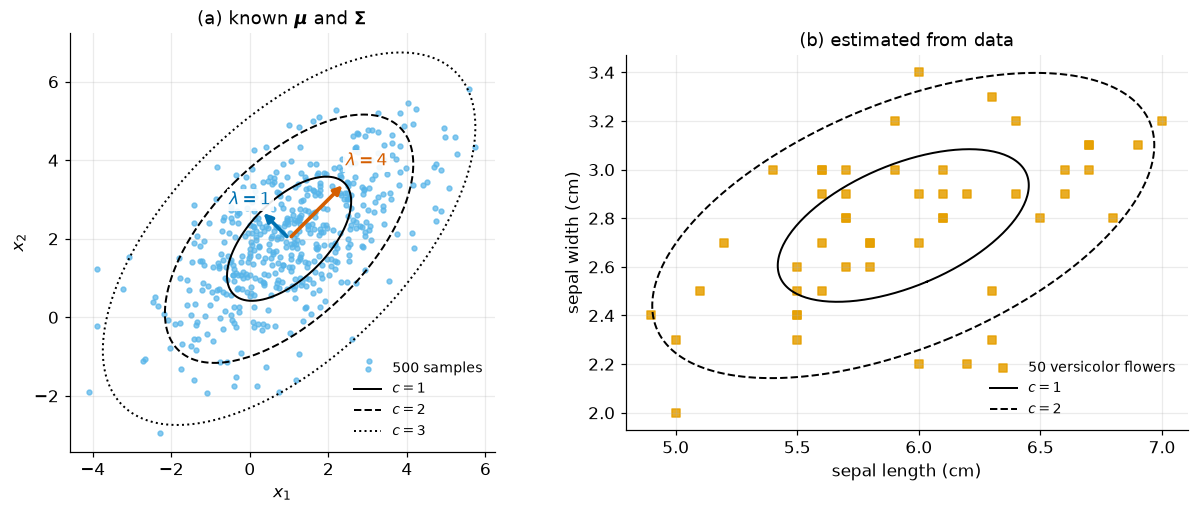 (a) known μ and Σ
x₂
6
4
2
0
−2
λ = 4
λ = 1
500 samples
c = 1
c = 2
c = 3
−4 −2 0 2 4 6
x₁
(b) estimated from data
sepal width (cm)
3.4
3.2
3.0
2.8
2.6
2.4
2.2
2.0
50 versicolor flowers
c = 1
c = 2
5.0 5.5 6.0 6.5 7.0
sepal length (cm)